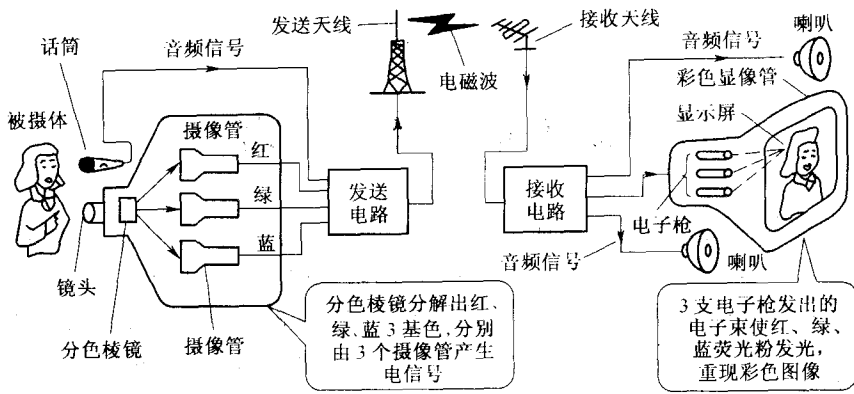 发送天线
接收天线
喇叭
话筒
音频信号
音频信号
电磁波
彩色显像管
显示屏
被摄体
摄像管
红
绿
蓝
发送
电路
接收
电路
电子枪
音频信号
喇叭
镜头
分色棱镜
摄像管
分色棱镜分解出红、
绿、蓝3基色,分别
由3个摄像管产生
电信号
3支电子枪发出的
电子束使红、绿、
蓝荧光粉发光,
重现彩色图像